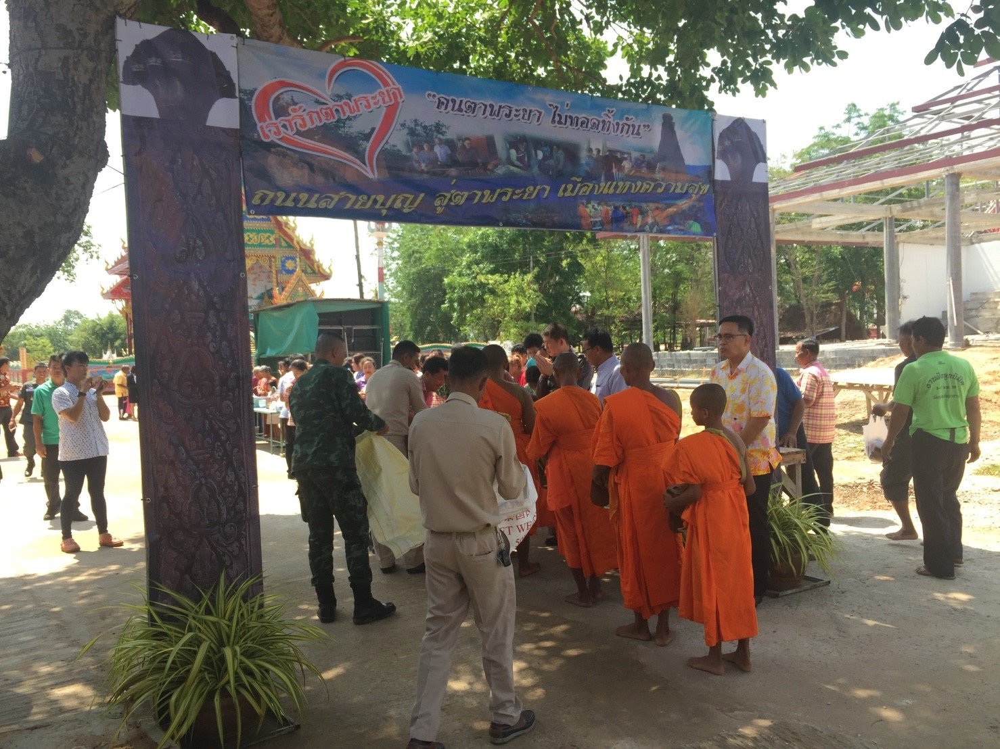 เรารักตาพระยา
“คนตาพระยา ไม่ทอดทิ้งกัน”
ถนนสายบุญ สู่ตาพระยา เมืองแห่งความสุข